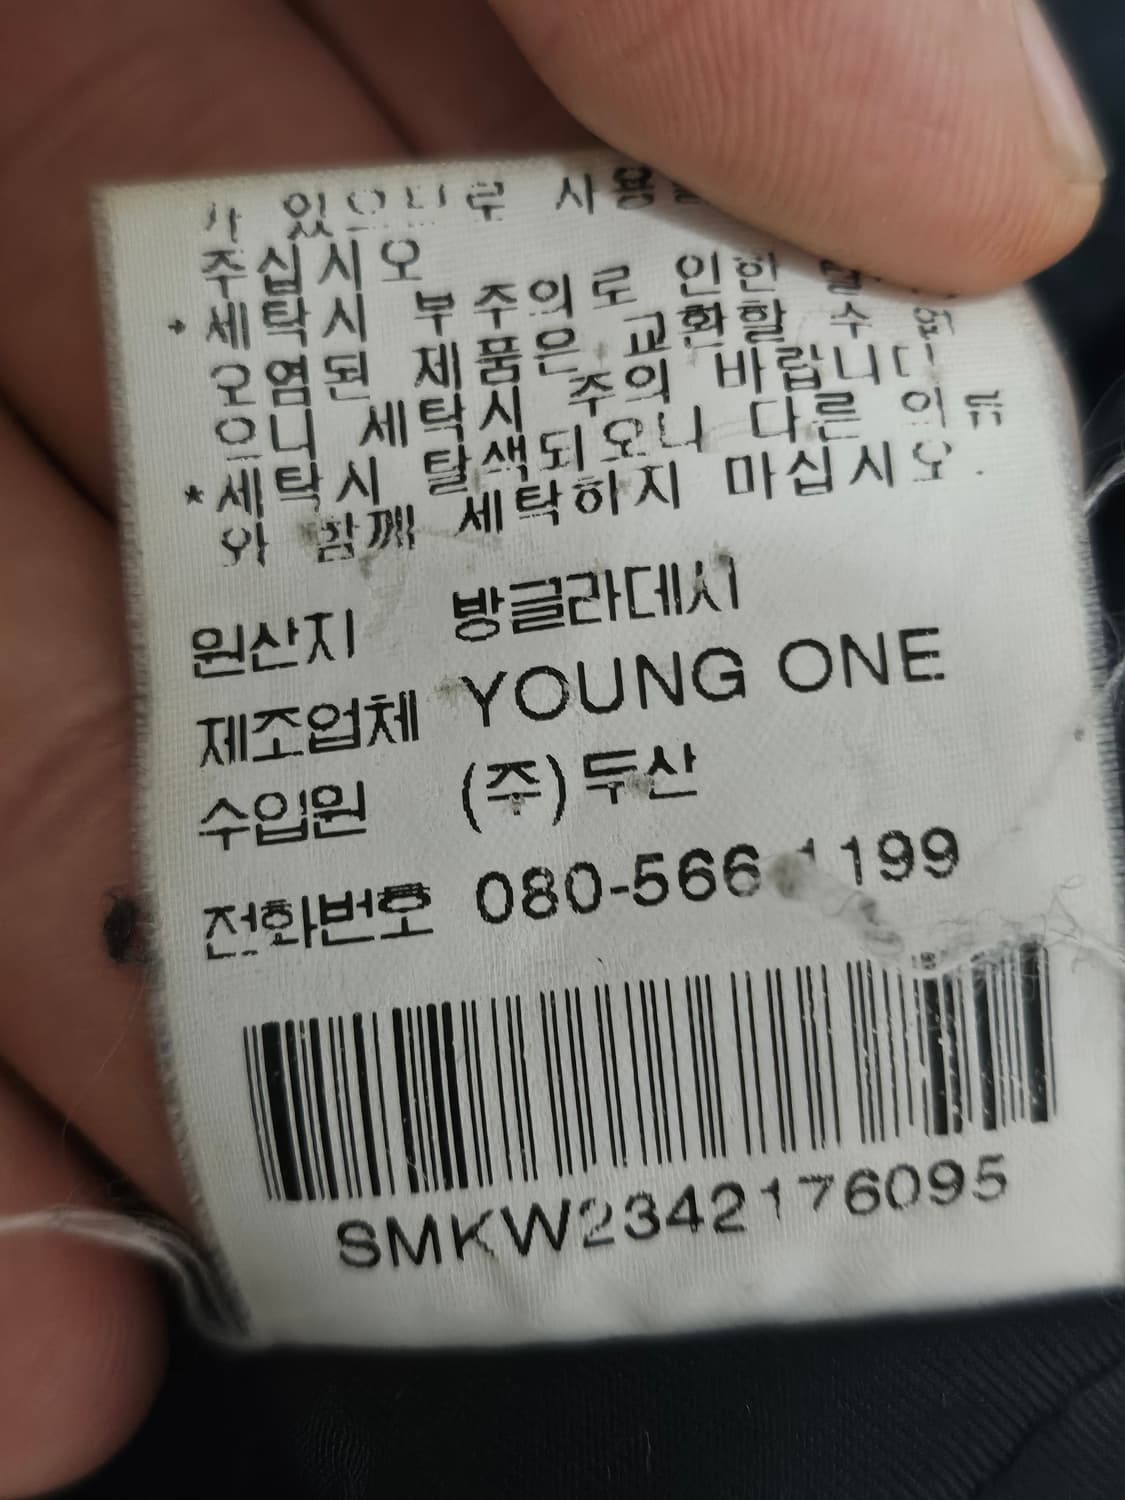 가 있으므로 사용을
주십시오
*세탁시 부주의로 인한
오염된 제품은 교환할 수 없
으니 세탁시 주의 바랍니다
*세탁시 탈색되오니 다른 의류
와 함께 세탁하지 마십시오.
원산지 방글라데시
제조업체 YOUNG ONE
수입원 (주)두산
전화번호 080-566-1199
SMKW2342176095